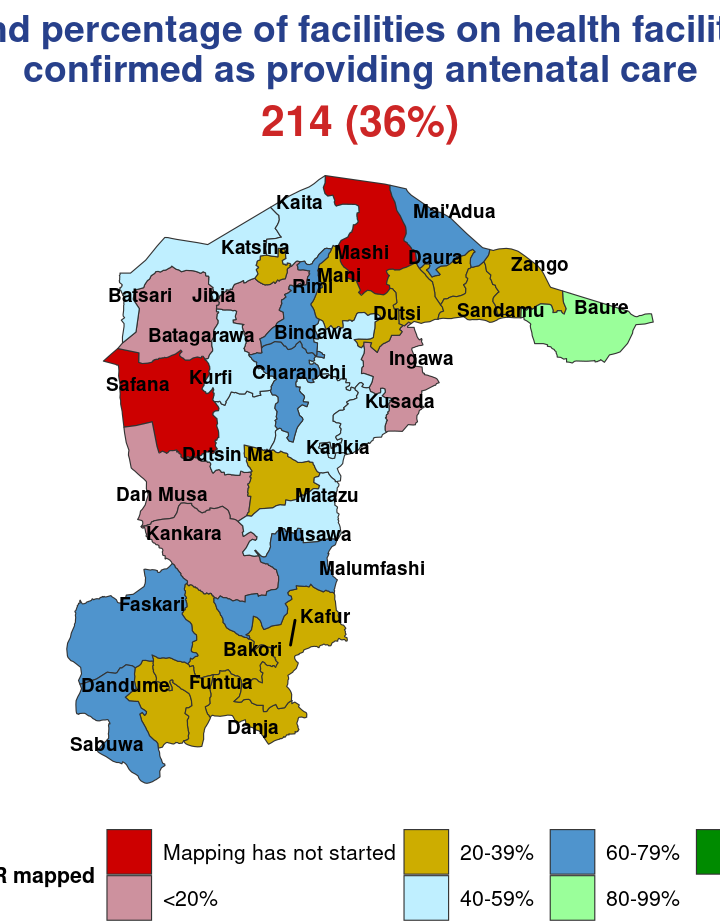 nd percentage of facilities on health facilit
confirmed as providing antenatal care
214 (36%)
Kaita
Mai'Adua
Katsina
Mashi
Daura
Zango
Mani
Rimi
Batsari
Jibia
Baure
Sandamu
Dutsi
Batagarawa
Bindawa
Ingawa
Charanchi
Kurfi
Safana
Kusada
Kankia
Dutsin Ma
Dan Musa
Matazu
Kankara
Musawa
Malumfashi
Faskari
Kafur
Bakori
Dandume
Funtua
Danja
Sabuwa
R mapped
Mapping has not started
20-39%
60-79%
<20%
40-59%
80-99%